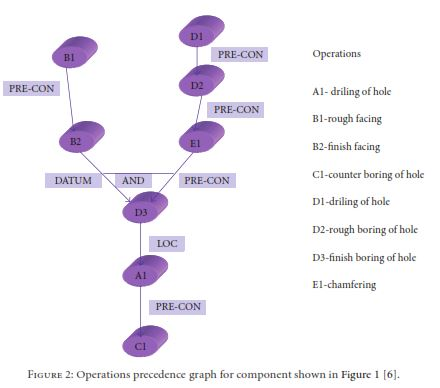 D1
B1
PRE-CON
Operations
D2
PRE-CON
A1- driling of hole
PRE-CON
B1-rough facing
B2
E1
B2-finish facing
DATUM
AND
PRE-CON
C1-counter boring of hole
D3
D1-driling of hole
D2-rough boring of hole
LOC
D3-finish boring of hole
A1
E1-chamfering
PRE-CON
C1
FIGURE 2: Operations precedence graph for component shown in Figure 1 [6].